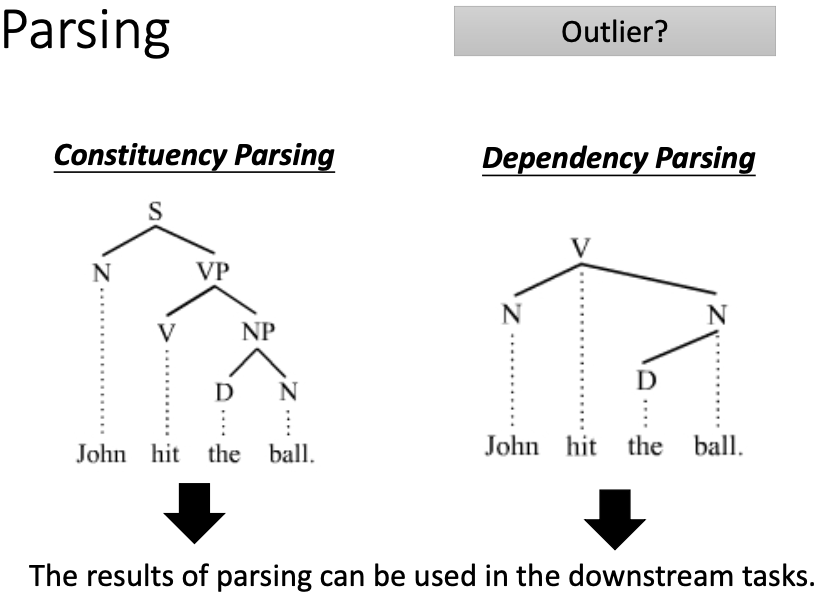 Parsing
Outlier?
Constituency Parsing
S
N VP
V NP
D N
John hit the ball.
Dependency Parsing
V
N N
D
John hit the ball.
The results of parsing can be used in the downstream tasks.